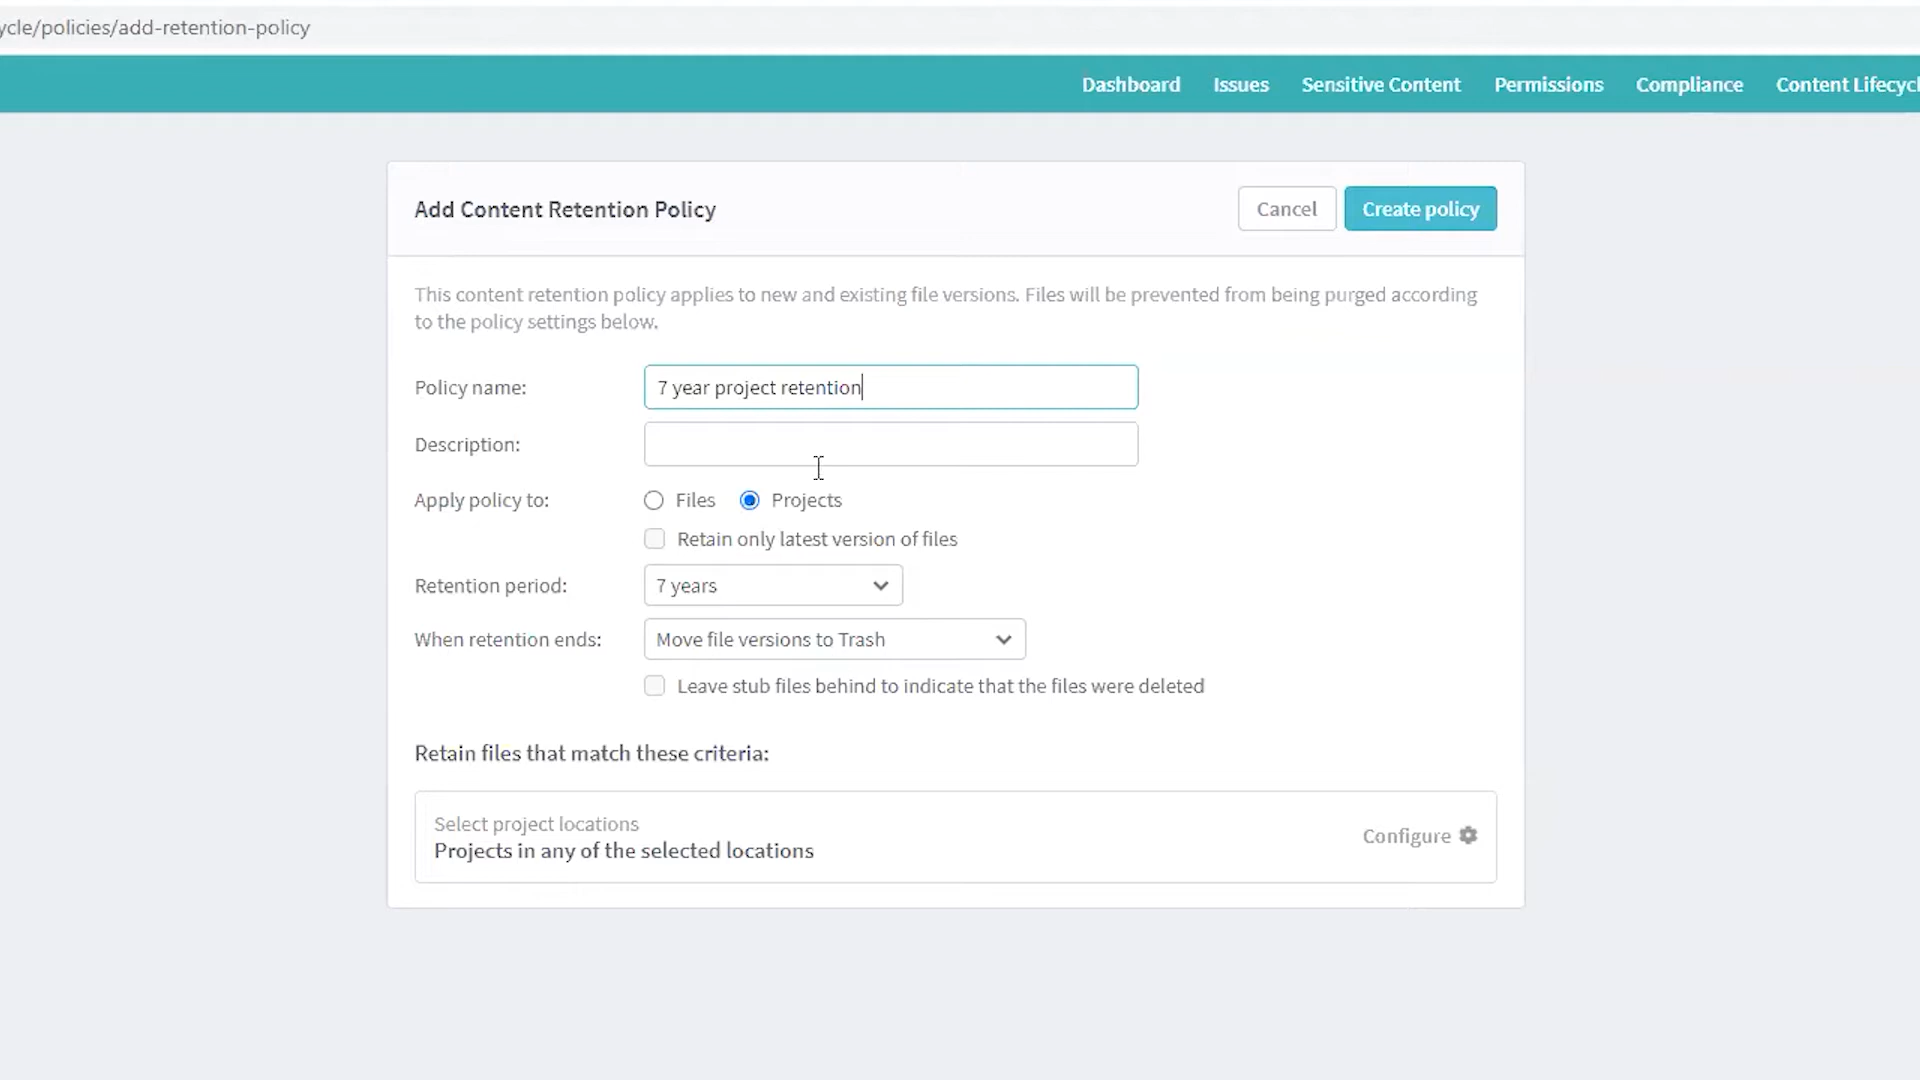 ycle/policies/add-retention-policy
Dashboard Issues Sensitive Content Permissions Compliance Content Lifecycl
Add Content Retention Policy Cancel Create policy
This content retention policy applies to new and existing file versions. Files will be prevented from being purged according
to the policy settings below.
Policy name: 7 year project retention
Description:
Apply policy to: Files Projects
Retain only latest version of files
Retention period: 7 years
When retention ends: Move file versions to Trash
Leave stub files behind to indicate that the files were deleted
Retain files that match these criteria:
Select project locations
Projects in any of the selected locations
Configure